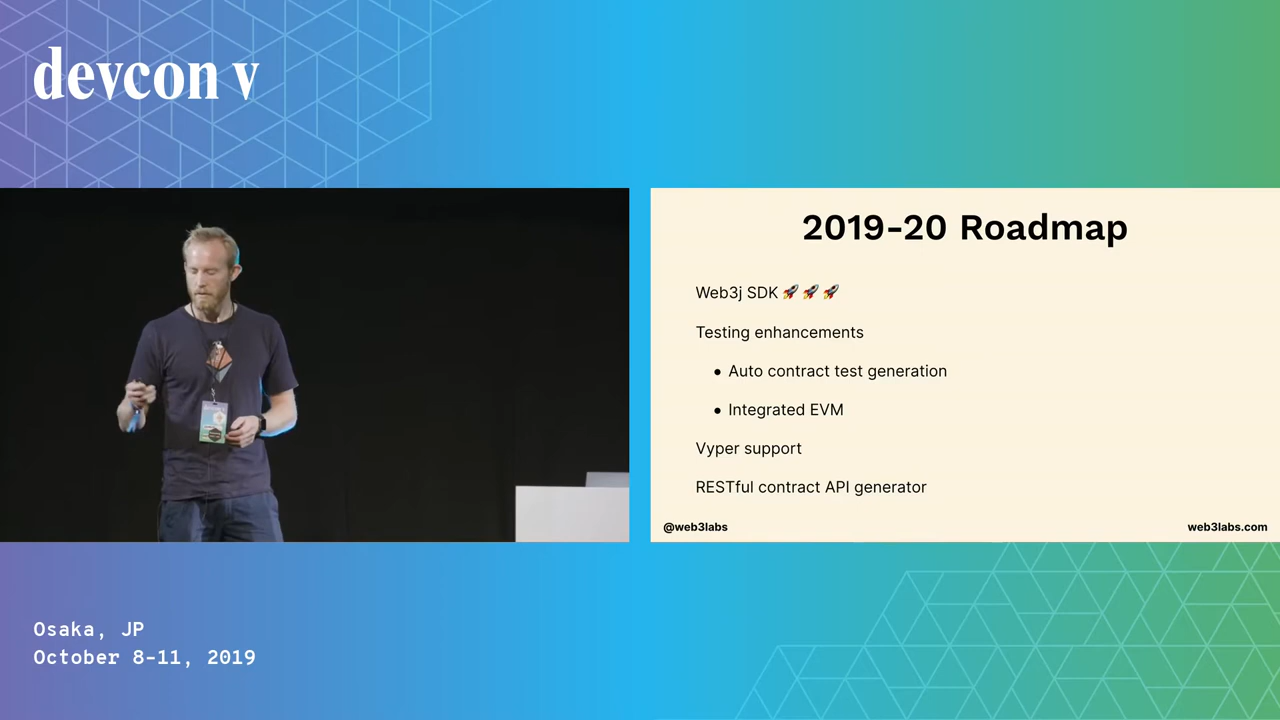 devcon v
2019-20 Roadmap
Web3j SDK 🚀 🚀 🚀
Testing enhancements
• Auto contract test generation
• Integrated EVM
Vyper support
RESTful contract API generator
@web3labs
web3labs.com
Osaka, JP
October 8-11, 2019